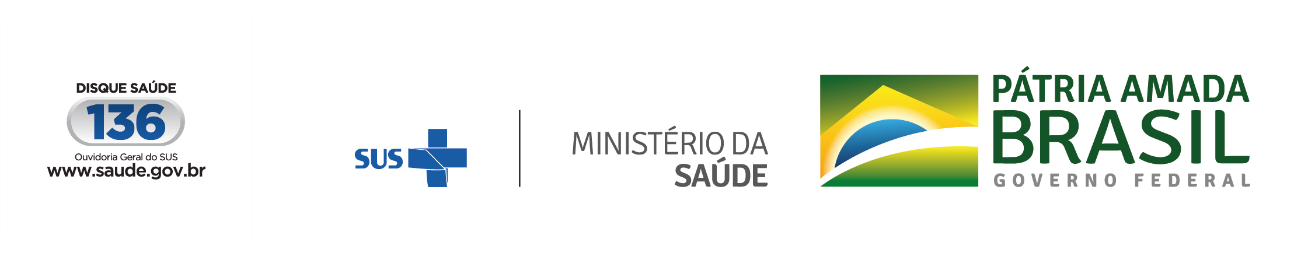 DISQUE SAÚDE
136
Ouvidoria Geral do SUS
www.saude.gov.br
SUS
MINISTÉRIO DA
SAÚDE
PÁTRIA AMADA
BRASIL
GOVERNO FEDERAL